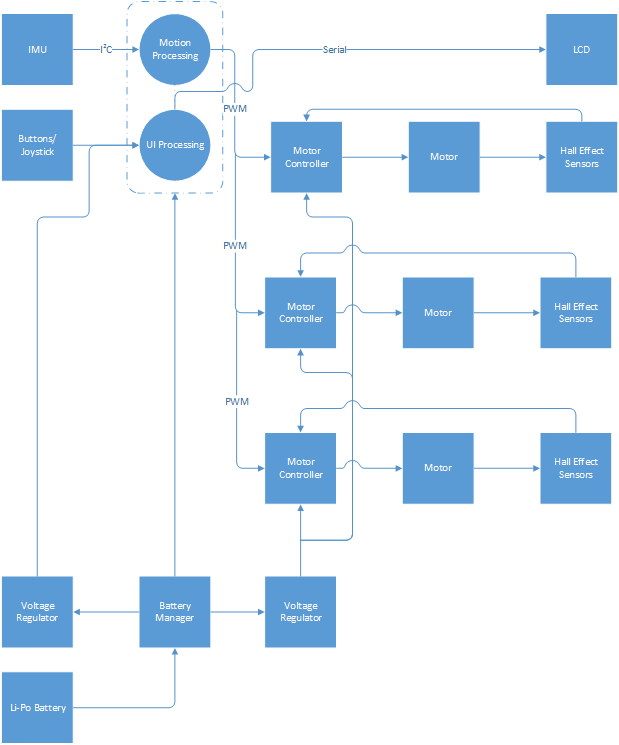 IMU
I²C
Motion
Processing
Serial
LCD
PWM
Buttons/
Joystick
UI Processing
Motor
Controller
Motor
Hall Effect
Sensors
PWM
Motor
Controller
Motor
Hall Effect
Sensors
PWM
Motor
Controller
Motor
Hall Effect
Sensors
Voltage
Regulator
Battery
Manager
Voltage
Regulator
Li-Po Battery